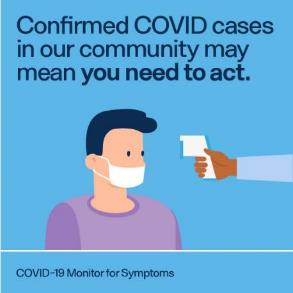 Confirmed COVID cases
in our community may
mean you need to act.
COVID-19 Monitor for Symptoms